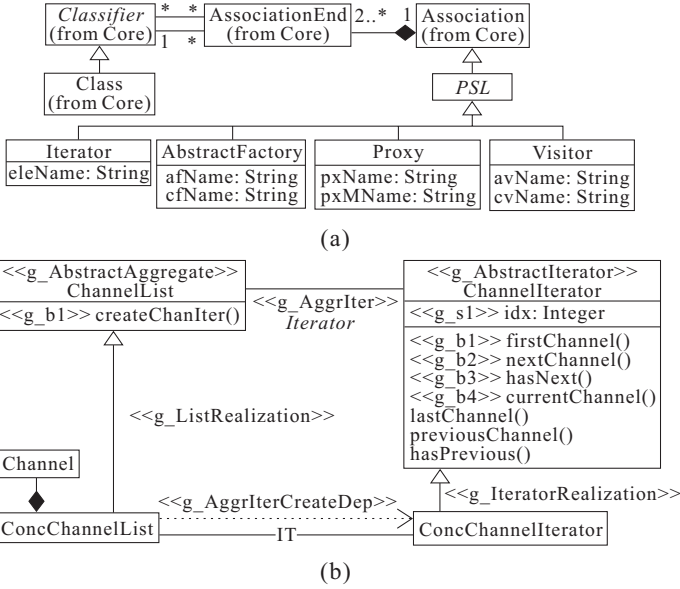 Classifier
(from Core)
* *
1 *
AssociationEnd
(from Core)
2..* 1
Association
(from Core)
Class
(from Core)
PSL
Iterator
eleName: String
AbstractFactory
afName: String
cfName: String
Proxy
pxName: String
pxMName: String
Visitor
avName: String
cvName: String
(a)
<<g_AbstractAggregate>>
ChannelList
<<g_b1>> createChanIter()
<<g_AggrIter>>
Iterator
<<g_AbstractIterator>>
ChannelIterator
<<g_s1>> idx: Integer
<<g_b1>> firstChannel()
<<g_b2>> nextChannel()
<<g_b3>> hasNext()
<<g_b4>> currentChannel()
lastChannel()
previousChannel()
hasPrevious()
<<g_ListRealization>>
Channel
<<g_AggrIterCreateDep>>
<<g_IteratorRealization>>
ConcChannelList
IT
ConcChannelIterator
(b)